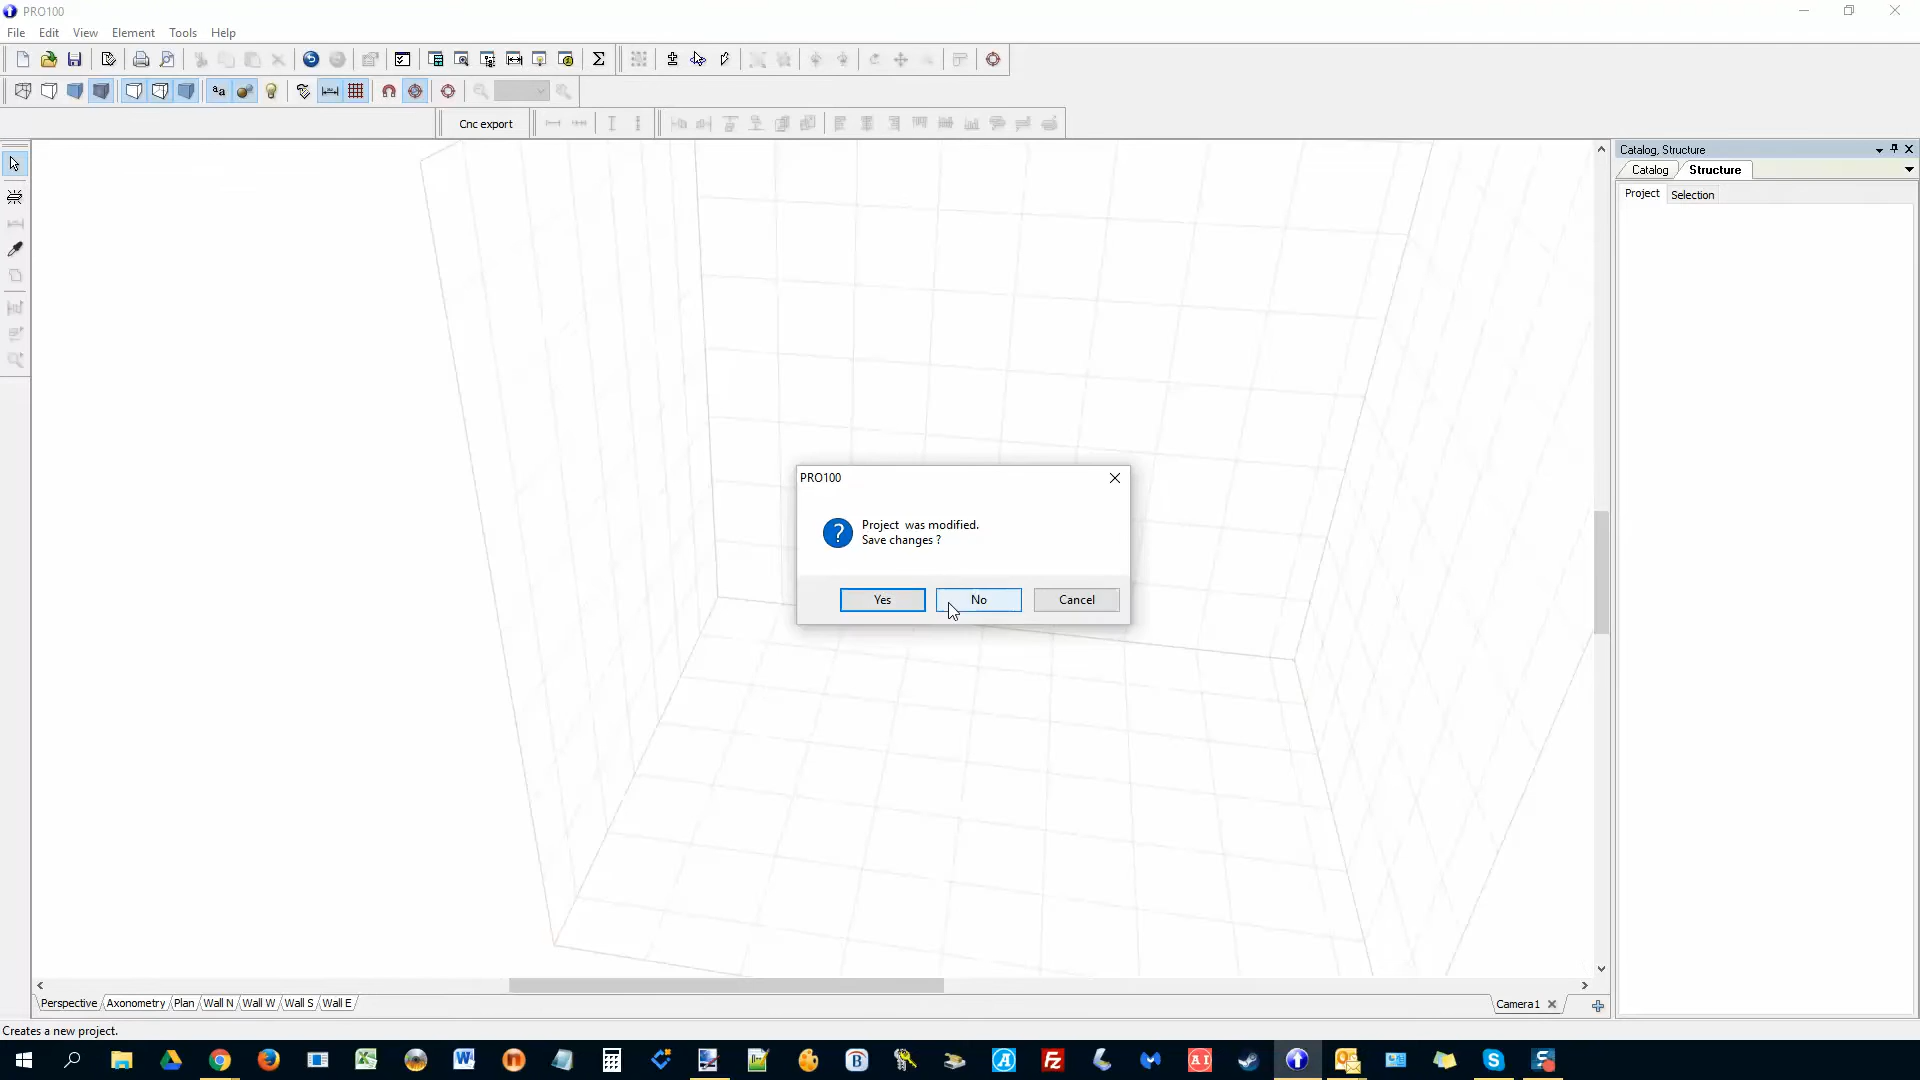 PRO100
File Edit View Element Tools Help
Cnc export
Catalog, Structure
Catalog Structure
Project Selection
PRO100
Project  was modified.
Save changes ?
Yes No Cancel
Perspective Axonometry Plan Wall N Wall W Wall S Wall E
Camera1
Creates a new project.